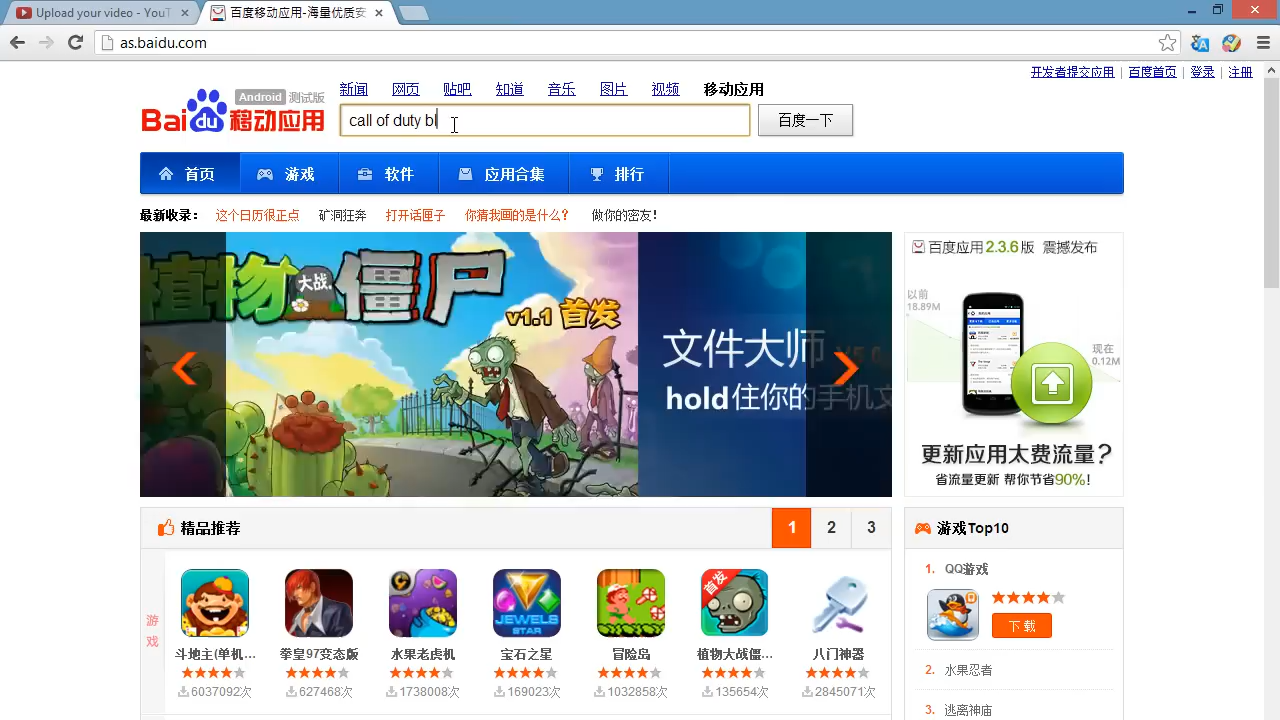 Upload your video - YouT
百度移动应用-海量优质安
as.baidu.com
开发者提交应用 | 百度首页 | 登录 | 注册
Baidu 移动应用 Android 测试版
新闻 网页 贴吧 知道 音乐 图片 视频 移动应用
call of duty bl
百度一下
首页 游戏 软件 应用合集 排行
最新收录： 这个日历很正点 矿洞狂奔 打开话匣子 你猜我画的是什么？ 做你的密友！
植物大战僵尸
v1.1 首发
文件大师
hold住你的手机文
百度应用2.3.6版 震撼发布
以前
18.89M
现在
0.12M
更新应用太费流量？
省流量更新 帮你节省90%！
精品推荐
1 2 3
游戏
首发
JEWELS STAR
斗地主(单机... 拳皇97变态版 水果老虎机 宝石之星 冒险岛 植物大战僵... 八门神器
6037092次 627468次 1738008次 169023次 1032858次 135654次 2845071次
游戏Top10
1. QQ游戏
下载
2. 水果忍者
3. 逃离神庙